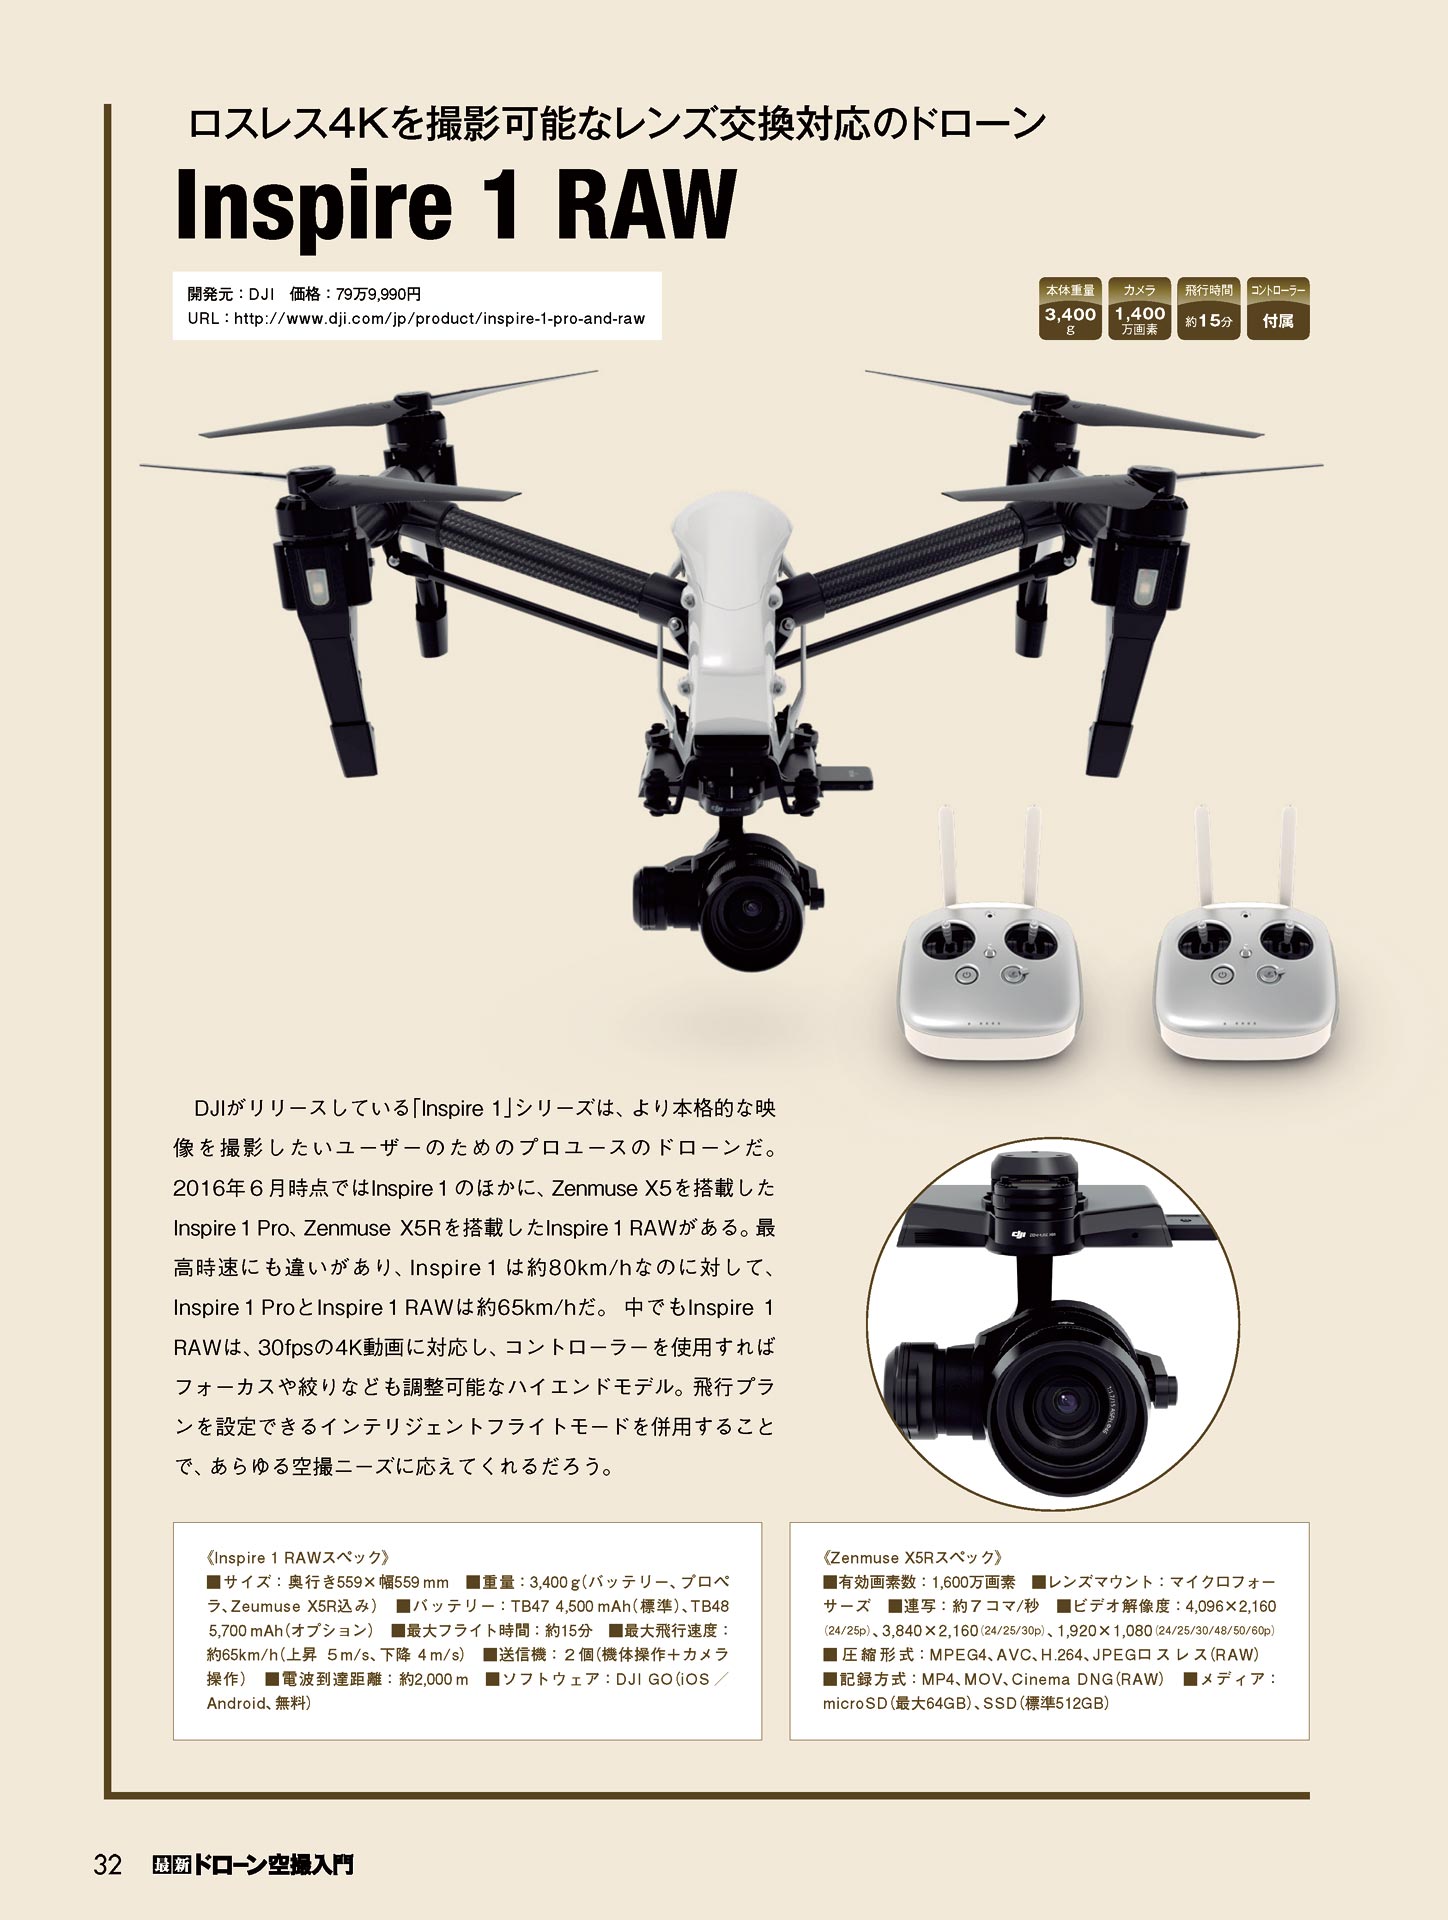 ロスレス4Kを撮影可能なレンズ交換対応のドローン
Inspire 1 RAW
開発元：DJI　価格：79万9,990円
URL：http://www.dji.com/jp/product/inspire-1-pro-and-raw
本体重量
3,400
g
カメラ
1,400
万画素
飛行時間
約15分
コントローラー
付属
DJIがリリースしている「Inspire 1」シリーズは、より本格的な映
像を撮影したいユーザーのためのプロユースのドローンだ。
2016年６月時点ではInspire 1 のほかに、Zenmuse X5を搭載した
Inspire 1 Pro、Zenmuse X5Rを搭載したInspire 1 RAWがある。最
高時速にも違いがあり、Inspire 1 は約80km/hなのに対して、
Inspire 1 ProとInspire 1 RAWは約65km/hだ。 中でもInspire 1
RAWは、30fpsの4K動画に対応し、コントローラーを使用すれば
フォーカスや絞りなども調整可能なハイエンドモデル。飛行プラ
ンを設定できるインテリジェントフライトモードを併用すること
で、あらゆる空撮ニーズに応えてくれるだろう。
dji
《Inspire 1 RAWスペック》
■サイズ：奥行き559×幅559 mm　■重量：3,400 g（バッテリー、プロペ
ラ、Zeumuse X5R込み）　■バッテリー：TB47 4,500 mAh（標準）、TB48
5,700 mAh（オプション）　■最大フライト時間：約15分　■最大飛行速度：
約65km/h（上昇 ５m/s、下降 ４m/s）　■送信機：２個（機体操作＋カメラ
操作）　■電波到達距離：約2,000 m　■ソフトウェア：DJI GO（iOS／
Android、無料）
《Zenmuse X5Rスペック》
■有効画素数：1,600万画素　■レンズマウント：マイクロフォー
サーズ　■連写：約７コマ/秒　■ビデオ解像度：4,096×2,160
（24/25p）、3,840×2,160（24/25/30p）、1,920×1,080（24/25/30/48/50/60p）
■圧縮形式：MPEG4、AVC、H.264、JPEGロスレス（RAW）
■記録方式：MP4、MOV、Cinema DNG（RAW）　■メディア：
microSD（最大64GB）、SSD（標準512GB）
32 最新ドローン空撮入門